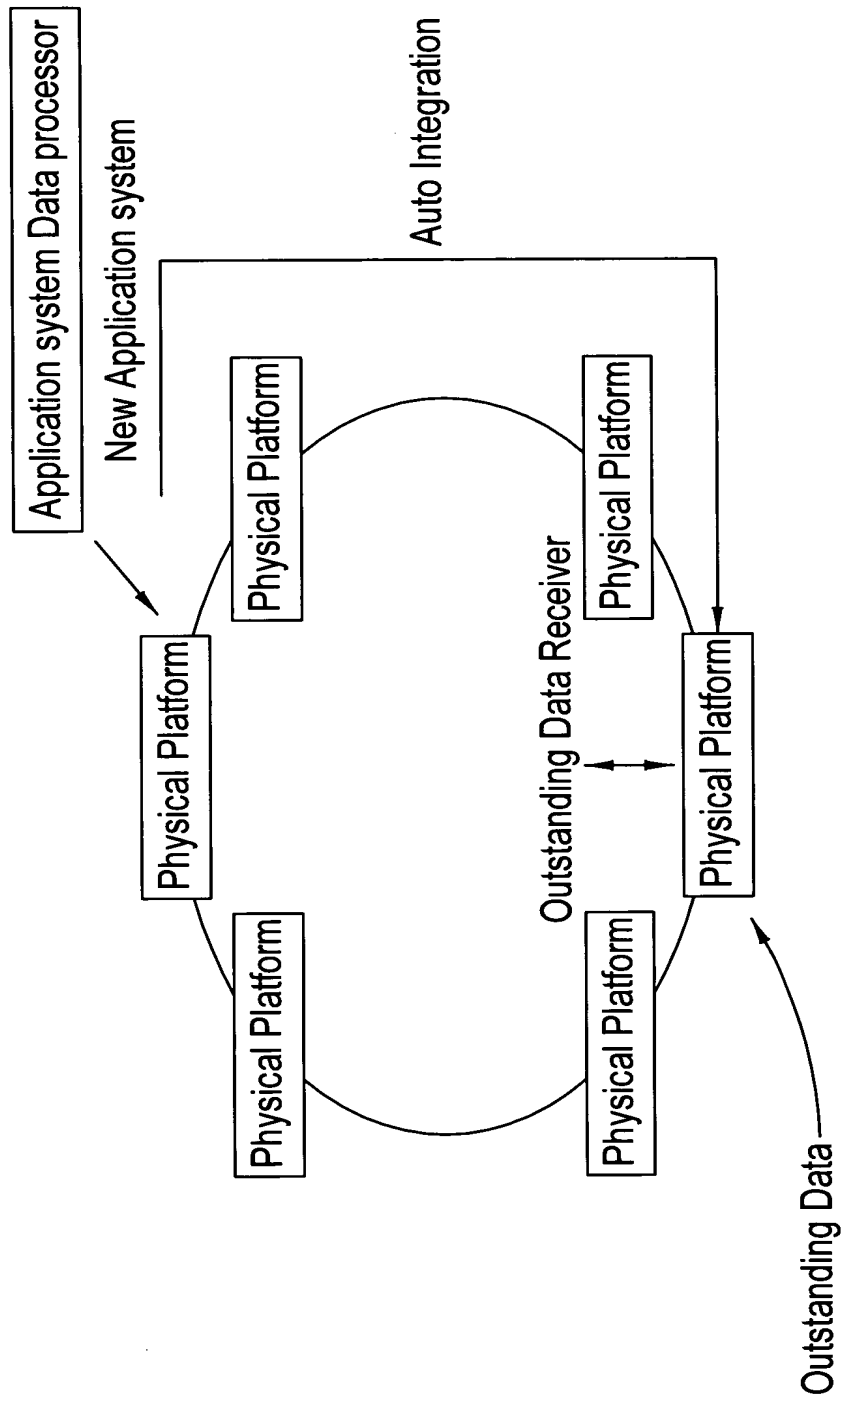 Application system Data processor
New Application system
Auto Integration
Physical Platform
Physical Platform
Physical Platform
Outstanding Data Receiver
Physical Platform
Physical Platform
Physical Platform
Outstanding Data